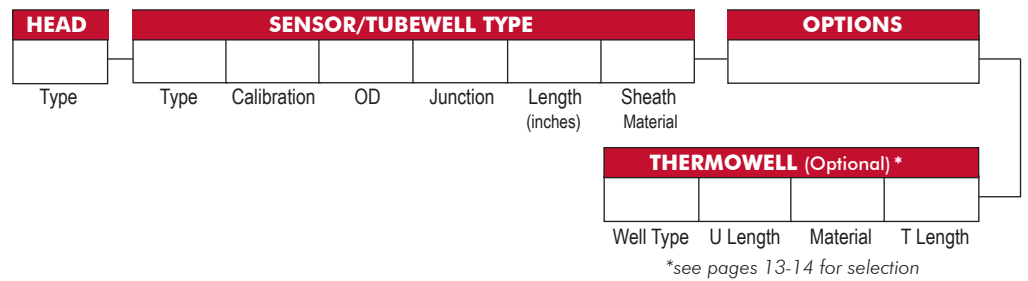 HEAD SENSOR/TUBEWELL TYPE OPTIONS
Type Type Calibration OD Junction Length Sheath
(inches) Material
THERMOWELL (Optional) *
Well Type U Length Material T Length
*see pages 13-14 for selection